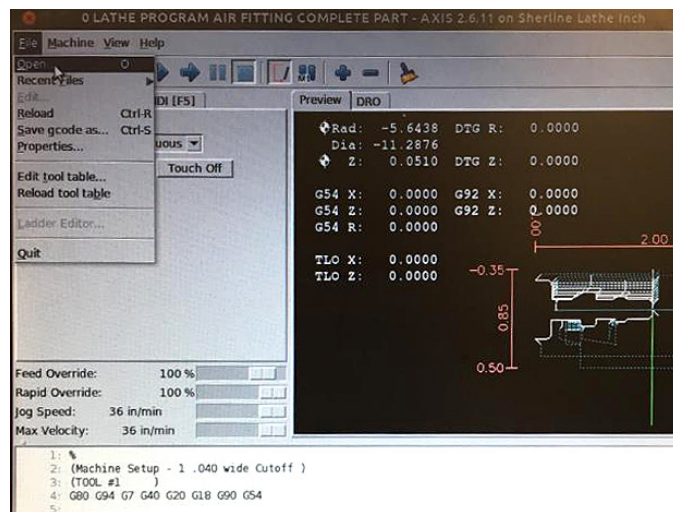 0 LATHE PROGRAM AIR FITTING COMPLETE PART - AXIS 2.6.11 on Sherline Lathe Inch
File Machine View Help
Open... O
Recent Files
Edit...
Reload Ctrl-R
Save gcode as... Ctrl-S
Properties...
Edit tool table...
Reload tool table
Ladder Editor...
Quit
DI [F5]
uous
Touch Off
Preview DRO
Rad: -5.6438 DTG R: 0.0000
Dia: -11.2876
Z: 0.0510 DTG Z: 0.0000
G54 X: 0.0000 G92 X: 0.0000
G54 Z: 0.0000 G92 Z: 0.0000
G54 R: 0.0000
TLO X: 0.0000
TLO Z: 0.0000
2.00
-0.35
0.85
0.50
Feed Override: 100 %
Rapid Override: 100 %
Jog Speed: 36 in/min
Max Velocity: 36 in/min
1: %
2: (Machine Setup - 1 .040 wide Cutoff )
3: (TOOL #1 )
4: G80 G94 G7 G40 G20 G18 G90 G54
5: